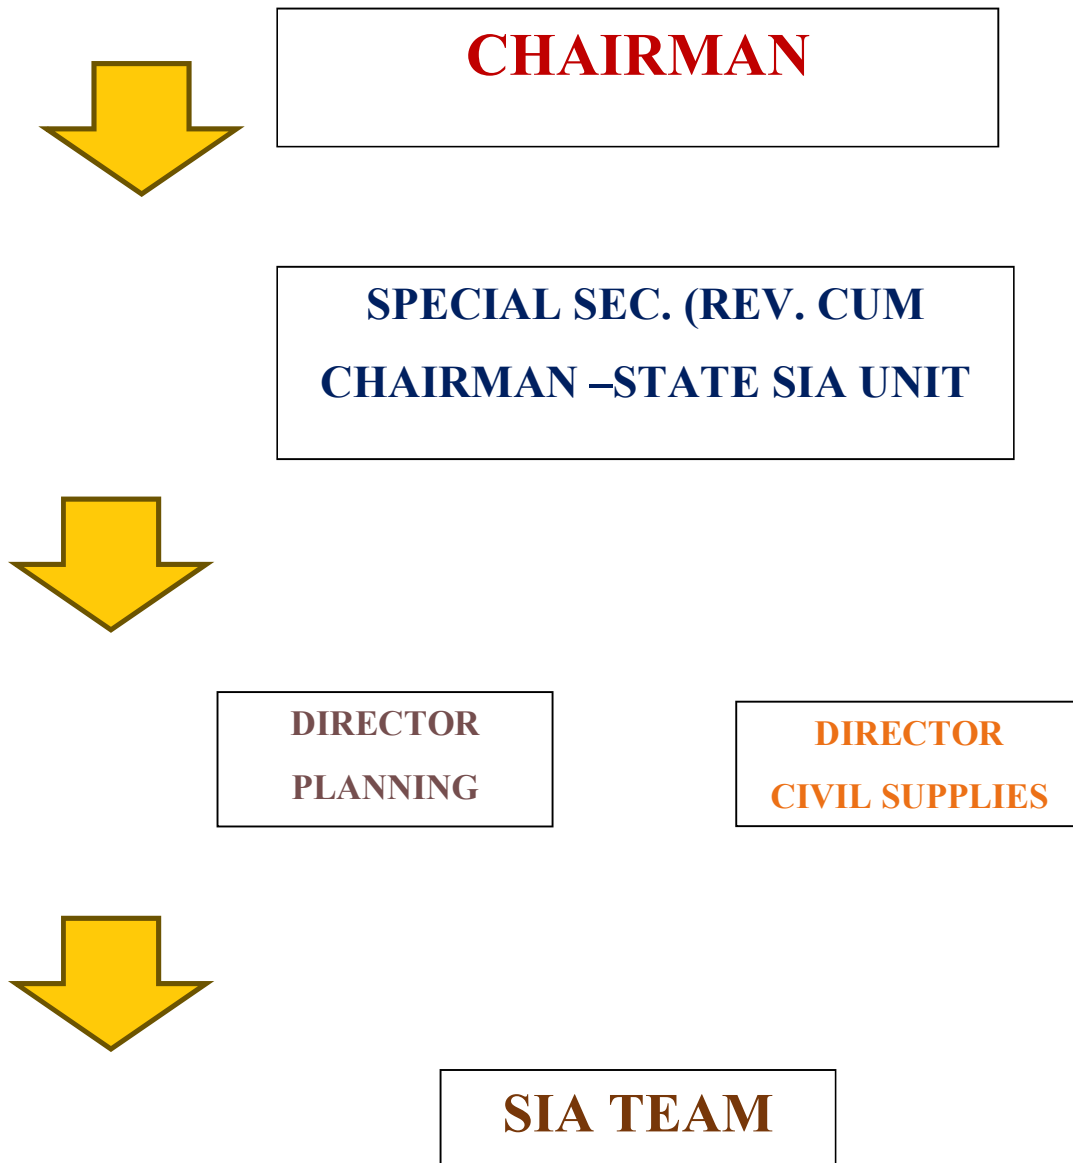 CHAIRMAN
SPECIAL SEC. (REV. CUM
CHAIRMAN –STATE SIA UNIT
DIRECTOR
PLANNING
DIRECTOR
CIVIL SUPPLIES
SIA TEAM